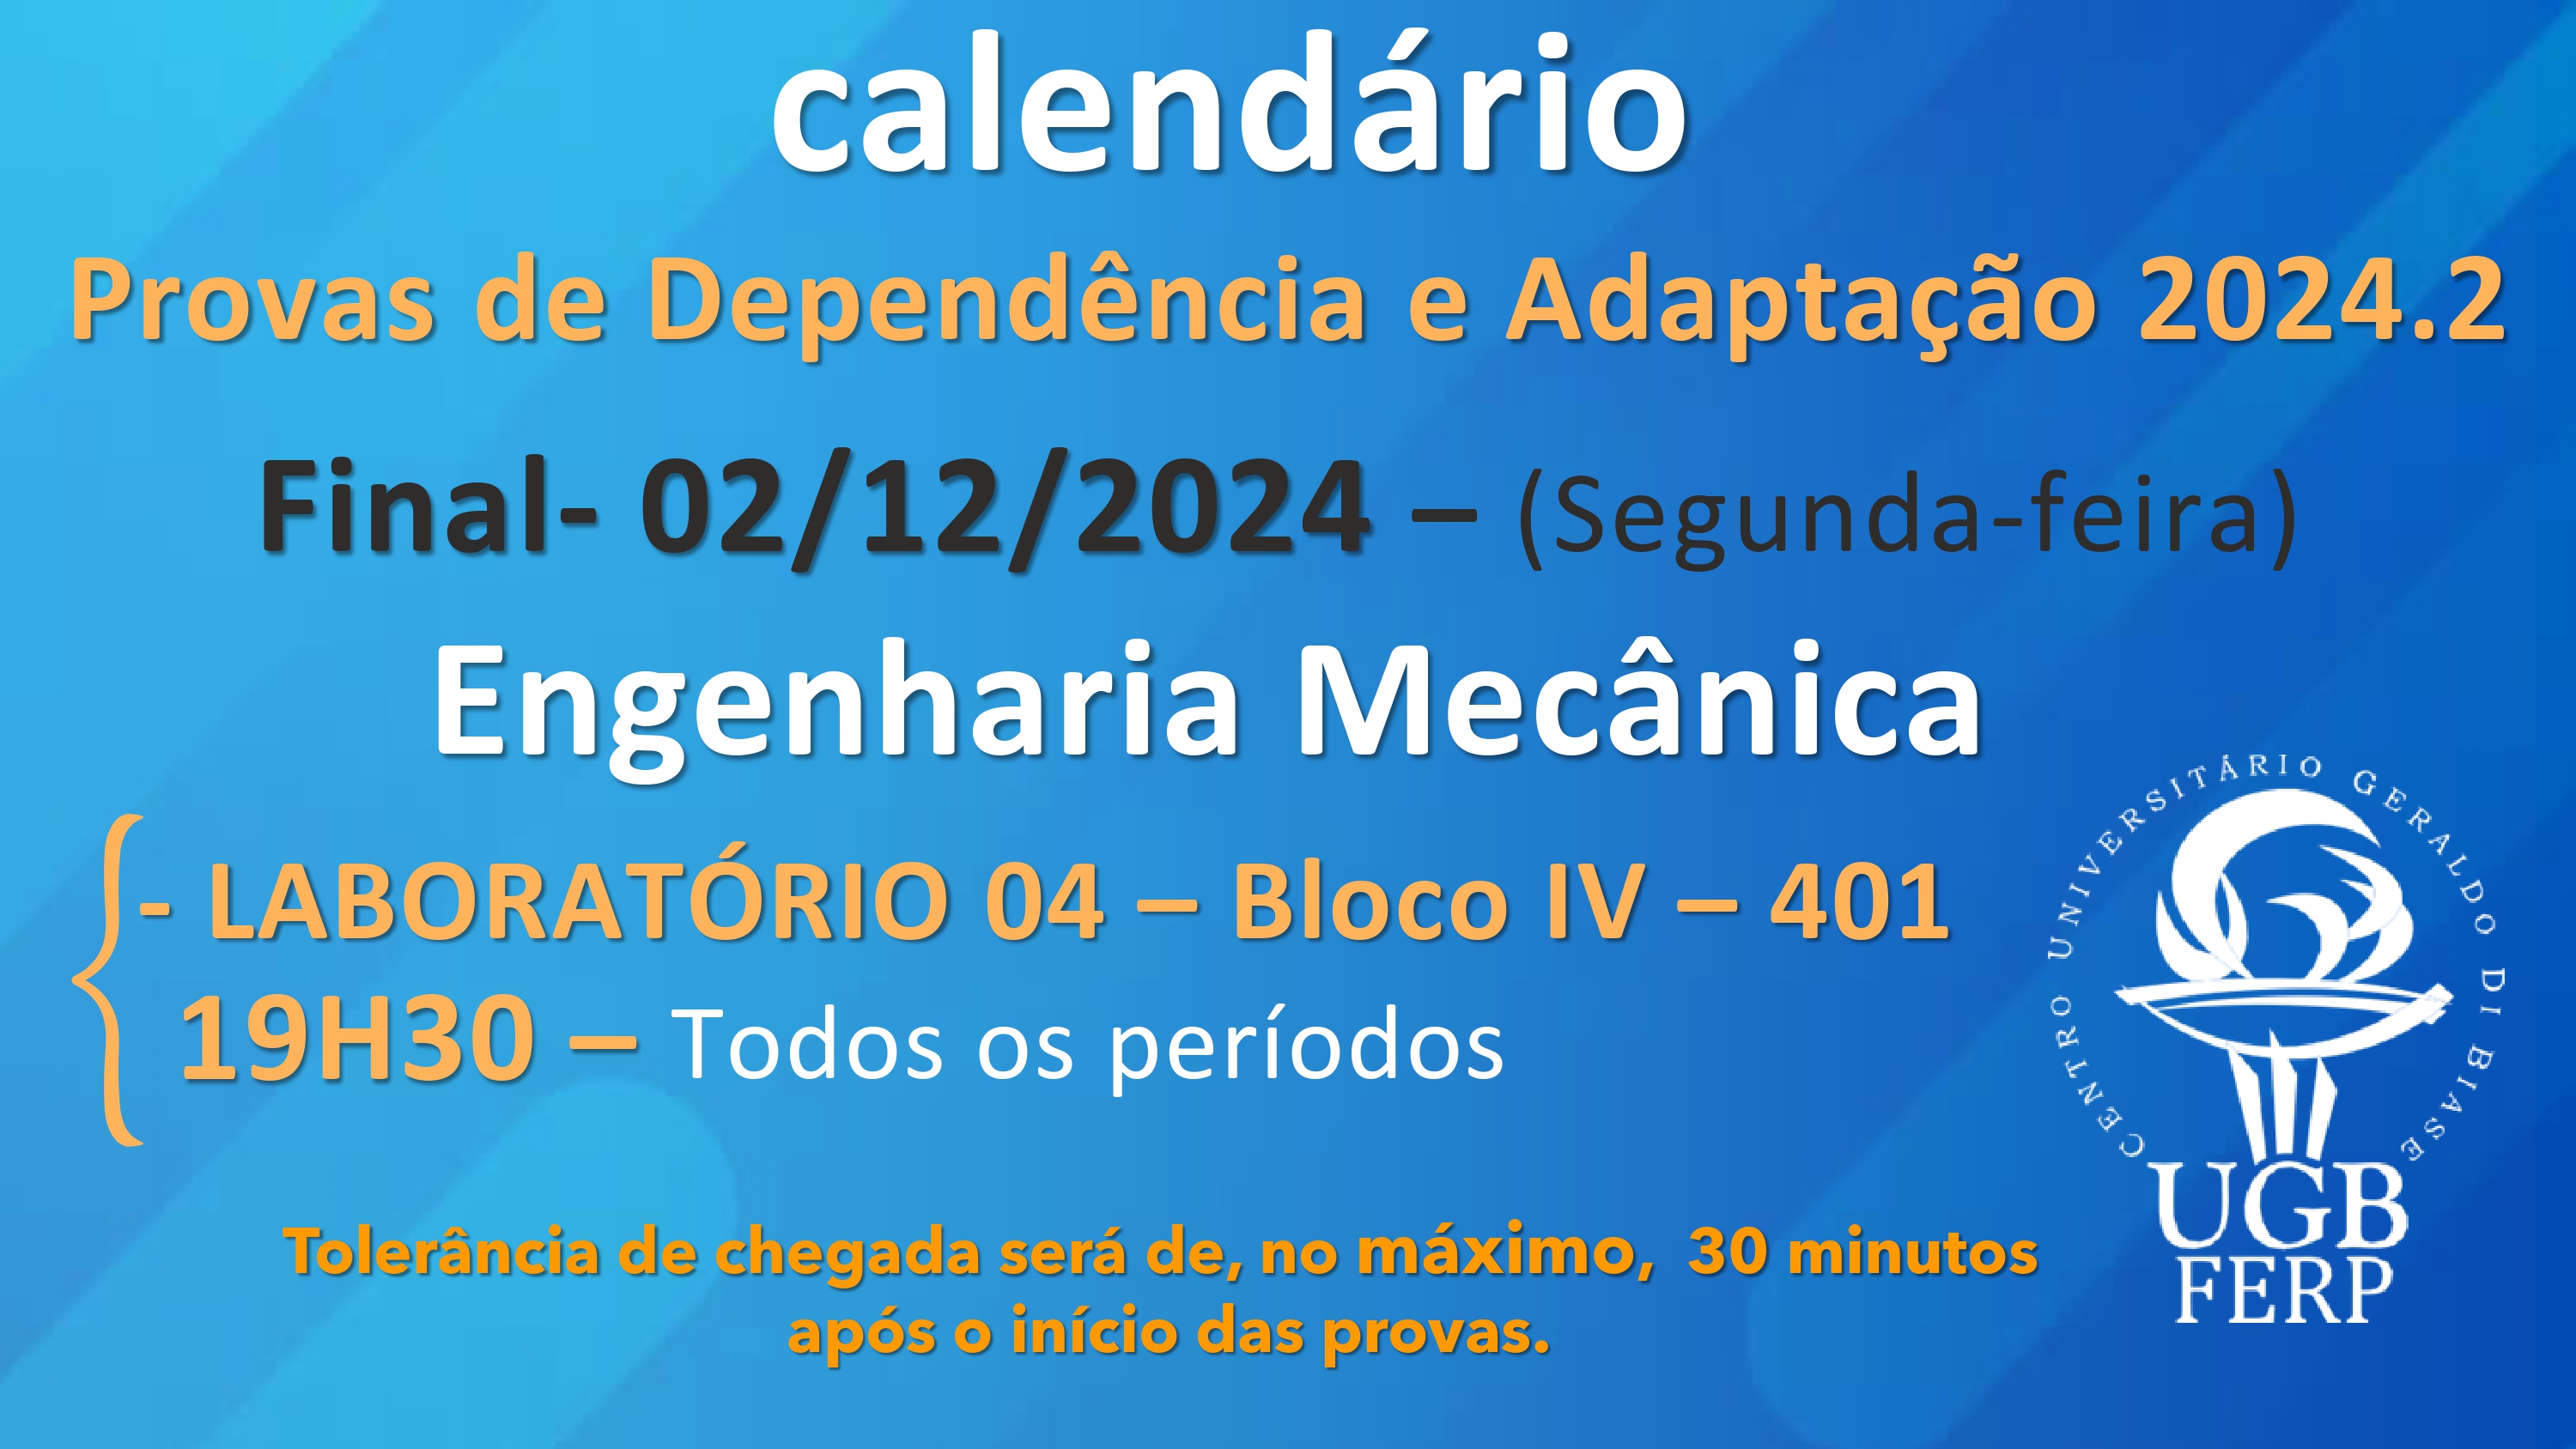 calendário
Provas de Dependência e Adaptação 2024.2
Final- 02/12/2024 – (Segunda-feira)
Engenharia Mecânica
- LABORATÓRIO 04 – Bloco IV – 401
19H30 – Todos os períodos
Tolerância de chegada será de, no máximo, 30 minutos
após o início das provas.
CENTRO UNIVERSITÁRIO GERALDO DI BIASE
UGB
FERP